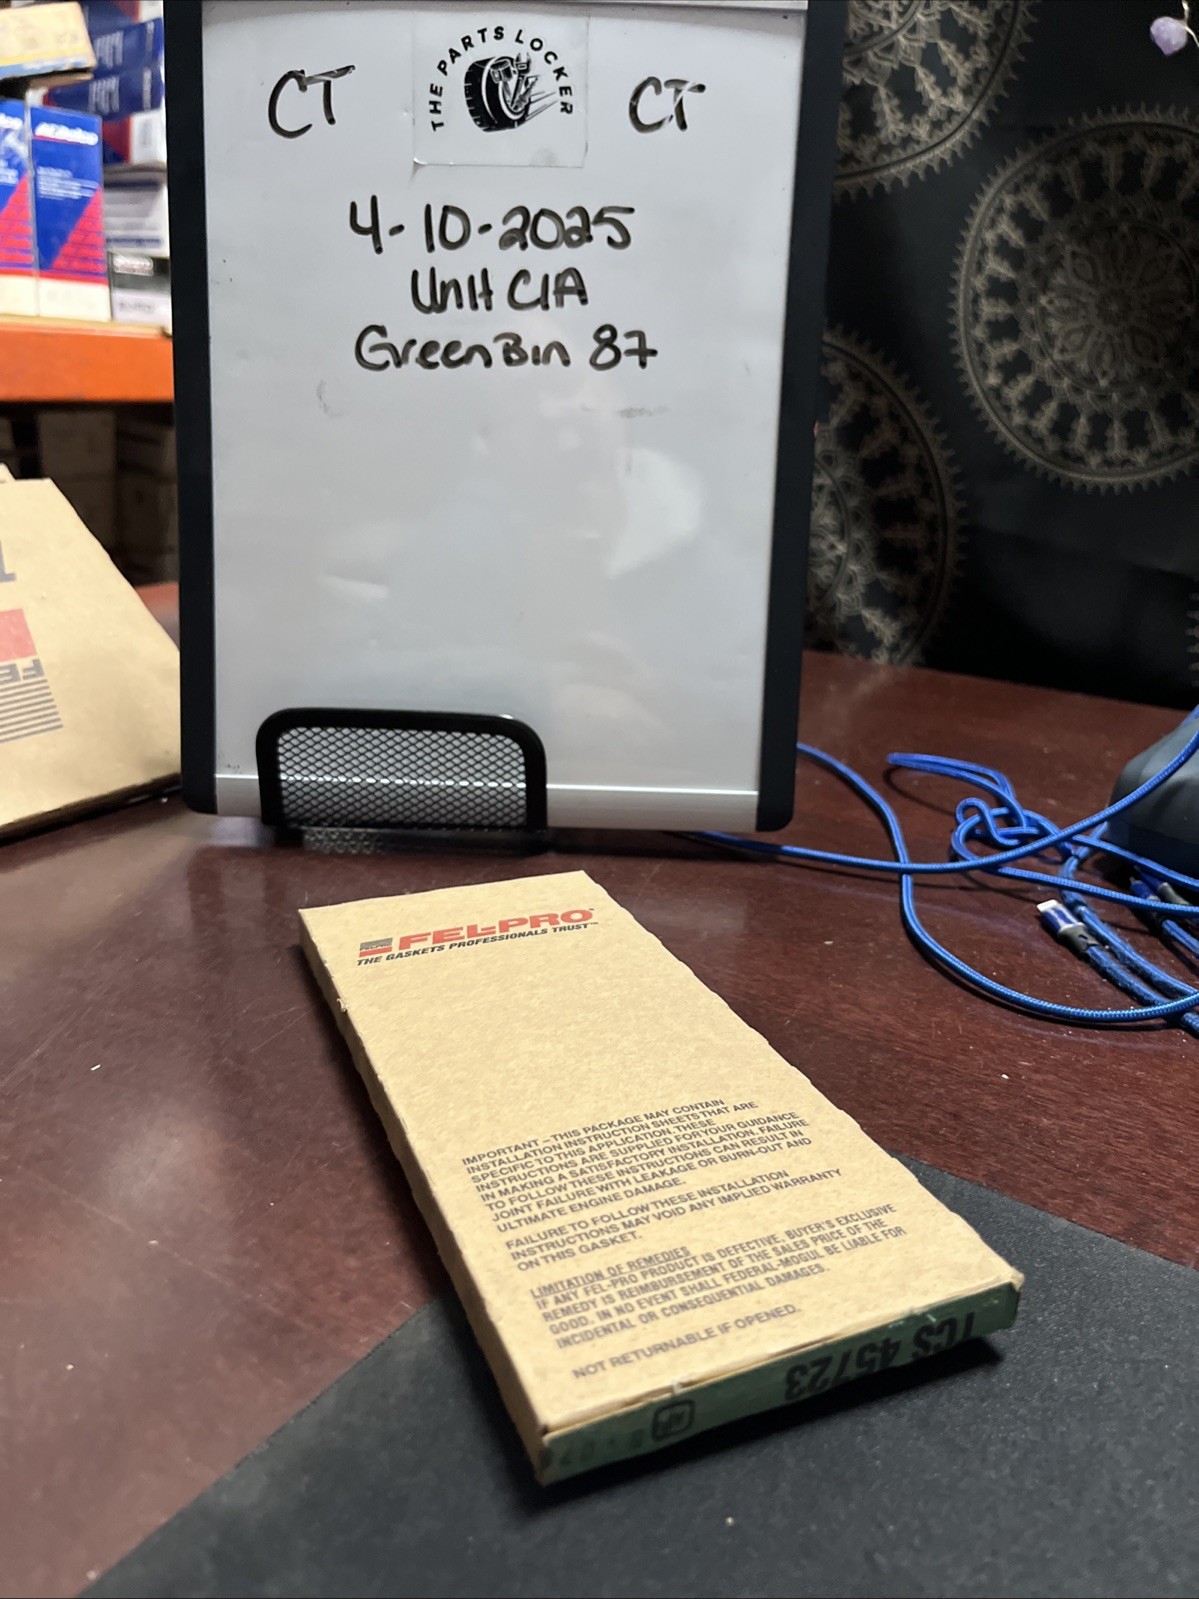 THE PARTS LOCKER
CT
CT
4-10-2025
Unit C1A
Green Bin 87
ACDelco
FE
FEL-PRO
FEL-PRO™
THE GASKETS PROFESSIONALS TRUST™
IMPORTANT – THIS PACKAGE MAY CONTAIN
INSTALLATION INSTRUCTION SHEETS THAT ARE
SPECIFIC TO THIS APPLICATION. THESE
INSTRUCTIONS ARE SUPPLIED FOR YOUR GUIDANCE
IN MAKING A SATISFACTORY INSTALLATION. FAILURE
TO FOLLOW THESE INSTRUCTIONS CAN RESULT IN
JOINT FAILURE WITH LEAKAGE OR BURN-OUT AND
ULTIMATE ENGINE DAMAGE.
FAILURE TO FOLLOW THESE INSTALLATION
INSTRUCTIONS MAY VOID ANY IMPLIED WARRANTY
ON THIS GASKET.
LIMITATION OF REMEDIES
IF ANY FEL-PRO PRODUCT IS DEFECTIVE, BUYER'S EXCLUSIVE
REMEDY IS REIMBURSEMENT OF THE SALES PRICE OF THE
GOOD. IN NO EVENT SHALL FEDERAL-MOGUL BE LIABLE FOR
INCIDENTAL OR CONSEQUENTIAL DAMAGES.
NOT RETURNABLE IF OPENED.
TCS 45723